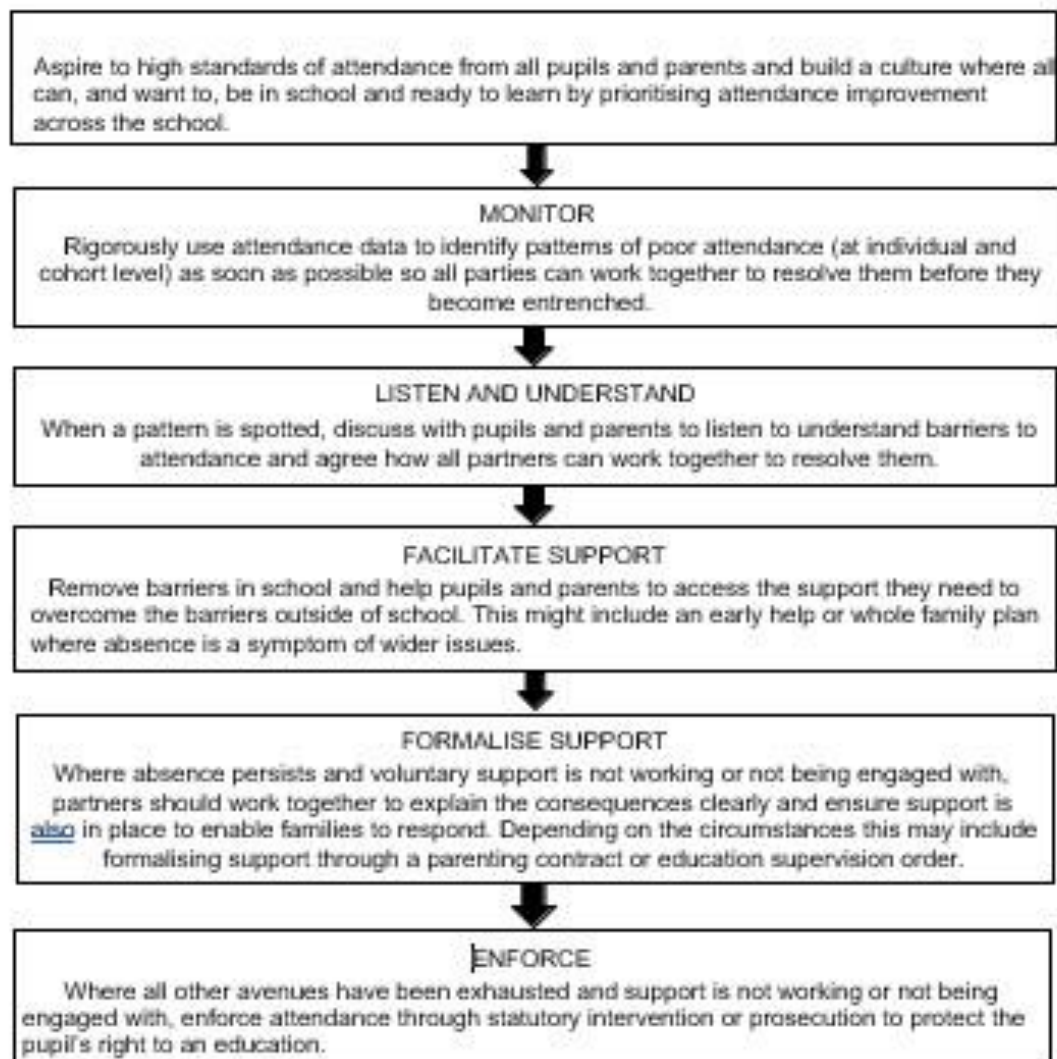 Aspire to high standards of attendance from all pupils and parents and build a culture where all
can, and want to, be in school and ready to learn by prioritising attendance improvement
across the school.
MONITOR
Rigorously use attendance data to identify patterns of poor attendance (at individual and
cohort level) as soon as possible so all parties can work together to resolve them before they
become entrenched.
LISTEN AND UNDERSTAND
When a pattern is spotted, discuss with pupils and parents to listen to understand barriers to
attendance and agree how all partners can work together to resolve them.
FACILITATE SUPPORT
Remove barriers in school and help pupils and parents to access the support they need to
overcome the barriers outside of school. This might include an early help or whole family plan
where absence is a symptom of wider issues.
FORMALISE SUPPORT
Where absence persists and voluntary support is not working or not being engaged with,
partners should work together to explain the consequences clearly and ensure support is
also in place to enable families to respond. Depending on the circumstances this may include
formalising support through a parenting contract or education supervision order.
ENFORCE
Where all other avenues have been exhausted and support is not working or not being
engaged with, enforce attendance through statutory intervention or prosecution to protect the
pupil's right to an education.